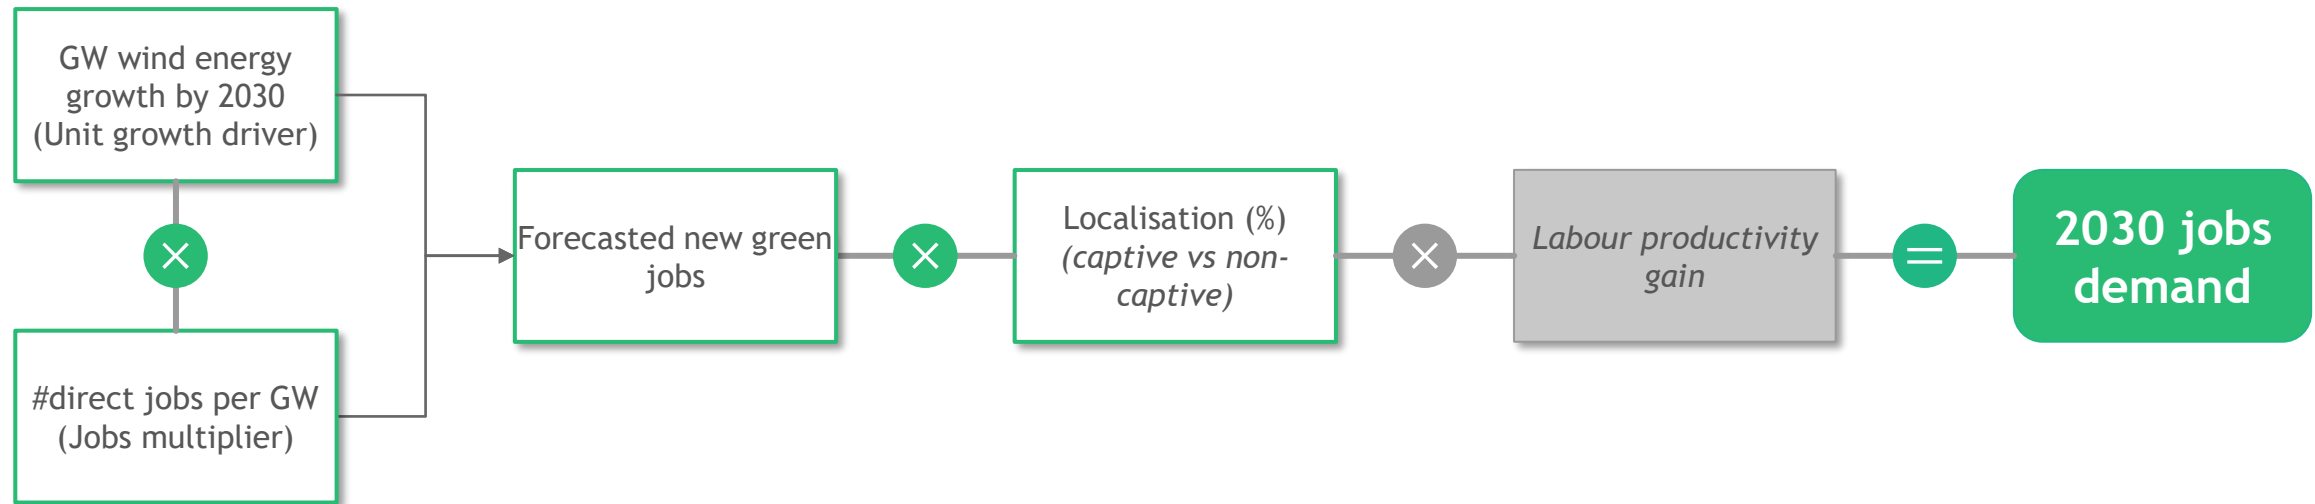 GW wind energy
growth by 2030
(Unit growth driver)
×
#direct jobs per GW
(Jobs multiplier)
Forecasted new green
jobs
×
Localisation (%)
(captive vs non-
captive)
×
Labour productivity
gain
=
2030 jobs
demand